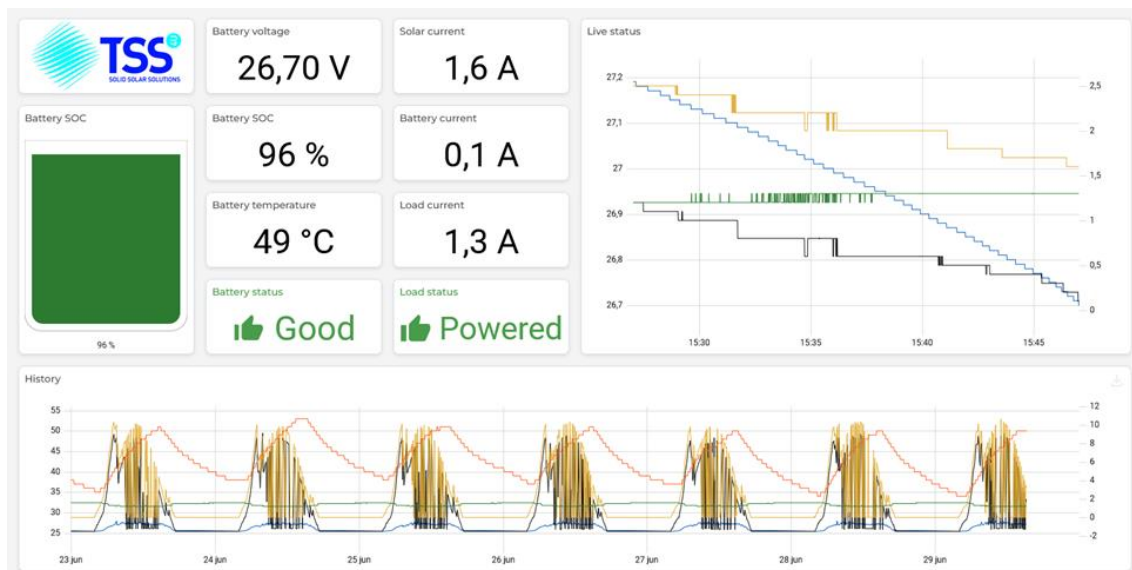 TSS3
SOLID SOLAR SOLUTIONS
Battery voltage
26,70 V
Solar current
1,6 A
Battery SOC
96 %
Battery SOC
96 %
Battery current
0,1 A
Battery temperature
49 °C
Load current
1,3 A
Battery status
Good
Load status
Powered
Live status
27,2
27,1
27
26,9
26,8
26,7
2,5
2
1,5
1
0,5
0
15:30
15:35
15:40
15:45
History
55
50
45
40
35
30
25
12
10
8
6
4
2
0
-2
23 jun
24 jun
25 jun
26 jun
27 jun
28 jun
29 jun